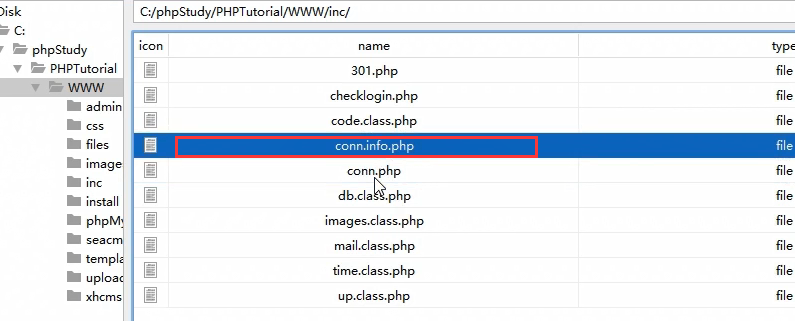 Disk
C:/phpStudy/PHPTutorial/WWW/inc/
C:
phpStudy
PHPTutorial
WWW
admin
css
files
images
inc
install
phpMy
seacm
templa
upload
xhcms
icon name type
301.php file
checklogin.php file
code.class.php file
conn.info.php file
conn.php file
db.class.php file
images.class.php file
mail.class.php file
time.class.php file
up.class.php file